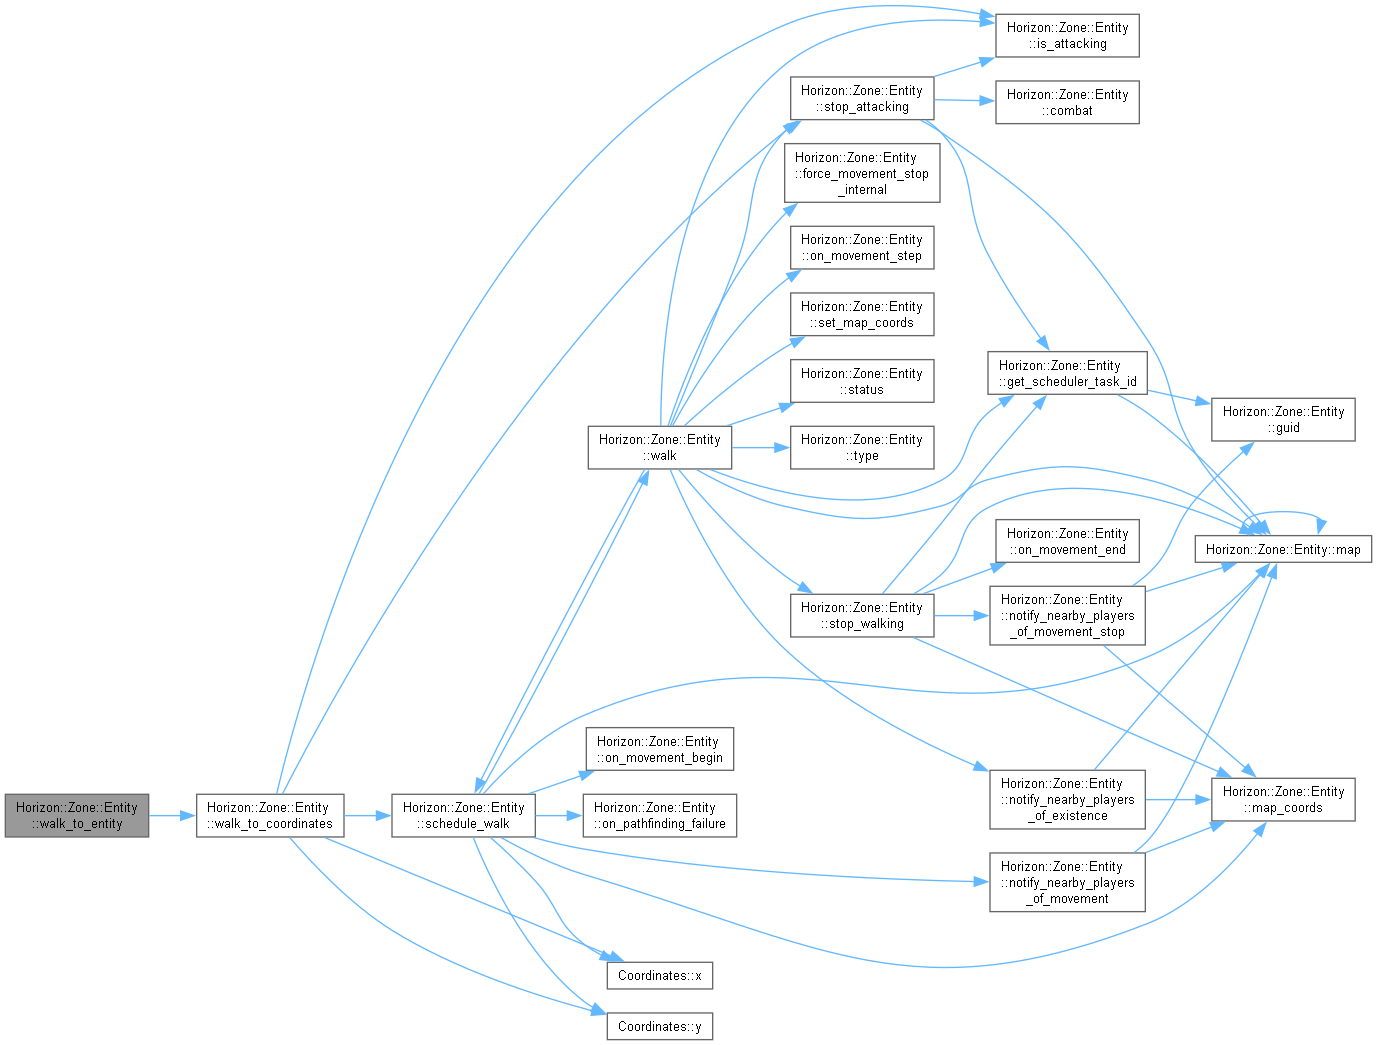 Horizon::Zone::Entity
::walk_to_entity
Horizon::Zone::Entity
::walk_to_coordinates
Horizon::Zone::Entity
::schedule_walk
Horizon::Zone::Entity
::walk
Horizon::Zone::Entity
::on_movement_begin
Horizon::Zone::Entity
::on_pathfinding_failure
Coordinates::x
Coordinates::y
Horizon::Zone::Entity
::stop_attacking
Horizon::Zone::Entity
::force_movement_stop
_internal
Horizon::Zone::Entity
::on_movement_step
Horizon::Zone::Entity
::set_map_coords
Horizon::Zone::Entity
::status
Horizon::Zone::Entity
::type
Horizon::Zone::Entity
::stop_walking
Horizon::Zone::Entity
::is_attacking
Horizon::Zone::Entity
::combat
Horizon::Zone::Entity
::get_scheduler_task_id
Horizon::Zone::Entity
::on_movement_end
Horizon::Zone::Entity
::notify_nearby_players
_of_movement_stop
Horizon::Zone::Entity
::notify_nearby_players
_of_existence
Horizon::Zone::Entity
::notify_nearby_players
_of_movement
Horizon::Zone::Entity
::guid
Horizon::Zone::Entity::map
Horizon::Zone::Entity
::map_coords